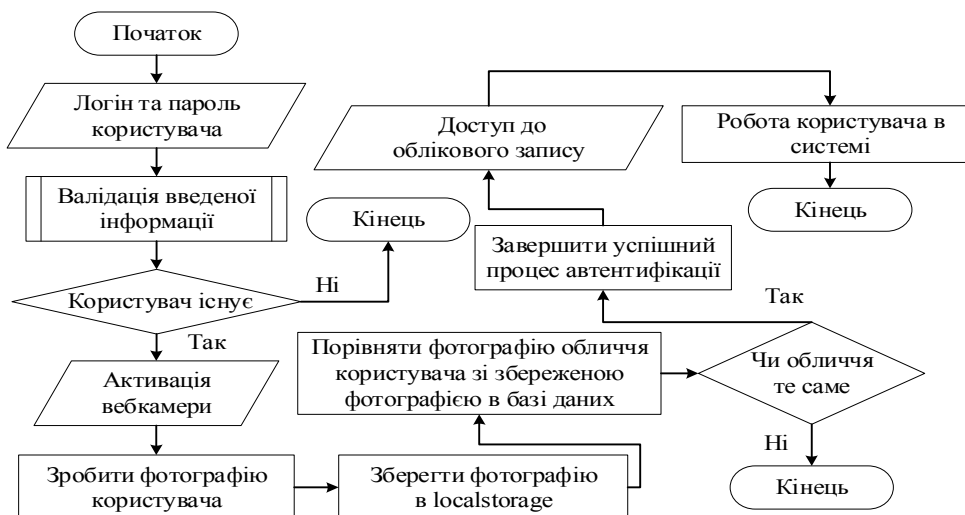 Початок
Логін та пароль
користувача
Валідація введеної
інформації
Користувач існує
Ні
Кінець
Так
Активація
вебкамери
Зробити фотографію
користувача
Зберегти фотографію
в localstorage
Порівняти фотографію обличчя
користувача зі збереженою
фотографією в базі даних
Чи обличчя
те саме
Ні
Кінець
Так
Завершити успішний
процес автентифікації
Доступ до
облікового запису
Робота користувача в
системі
Кінець